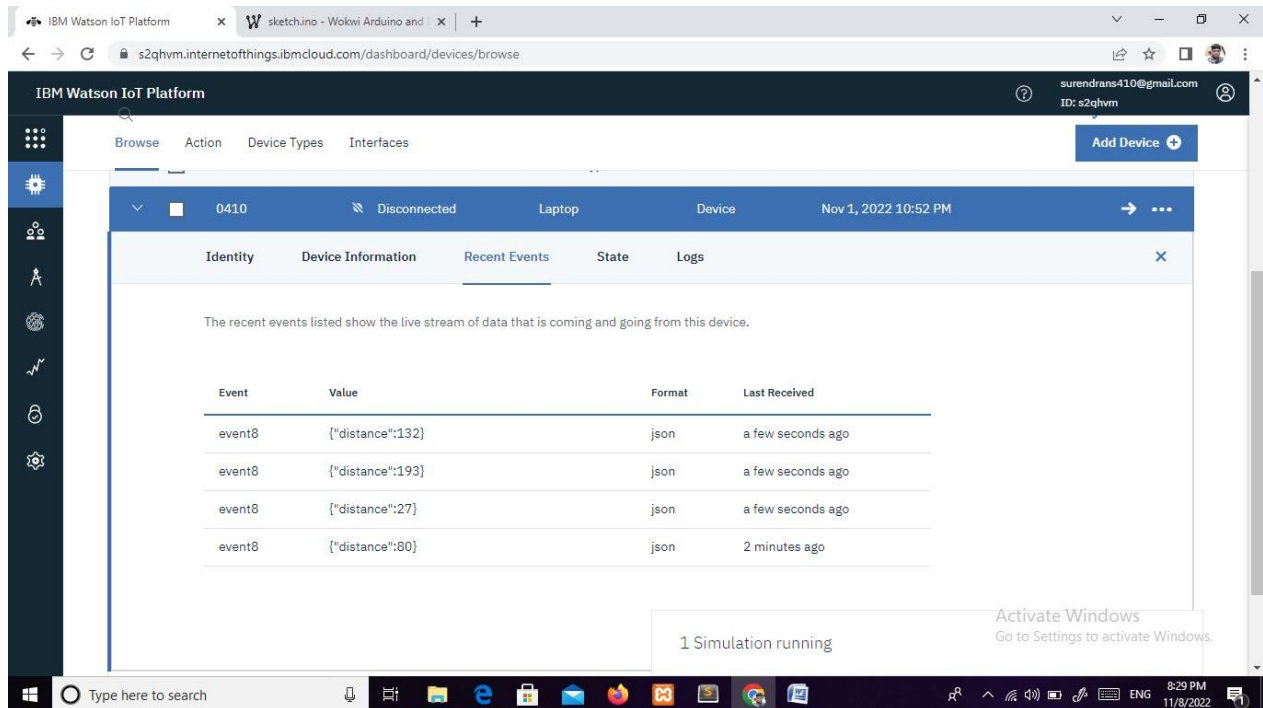 IBM Watson IoT Platform
sketch.ino - Wokwi Arduino and
s2qhvm.internetofthings.ibmcloud.com/dashboard/devices/browse
IBM Watson IoT Platform
surendrans410@gmail.com
ID: s2qhvm
Browse Action Device Types Interfaces
Add Device
0410 Disconnected Laptop Device Nov 1, 2022 10:52 PM
Identity Device Information Recent Events State Logs
The recent events listed show the live stream of data that is coming and going from this device.
Event Value Format Last Received
event8 {"distance":132} json a few seconds ago
event8 {"distance":193} json a few seconds ago
event8 {"distance":27} json a few seconds ago
event8 {"distance":80} json 2 minutes ago
1 Simulation running
Activate Windows
Go to Settings to activate Windows.
Type here to search
ENG
8:29 PM
11/8/2022